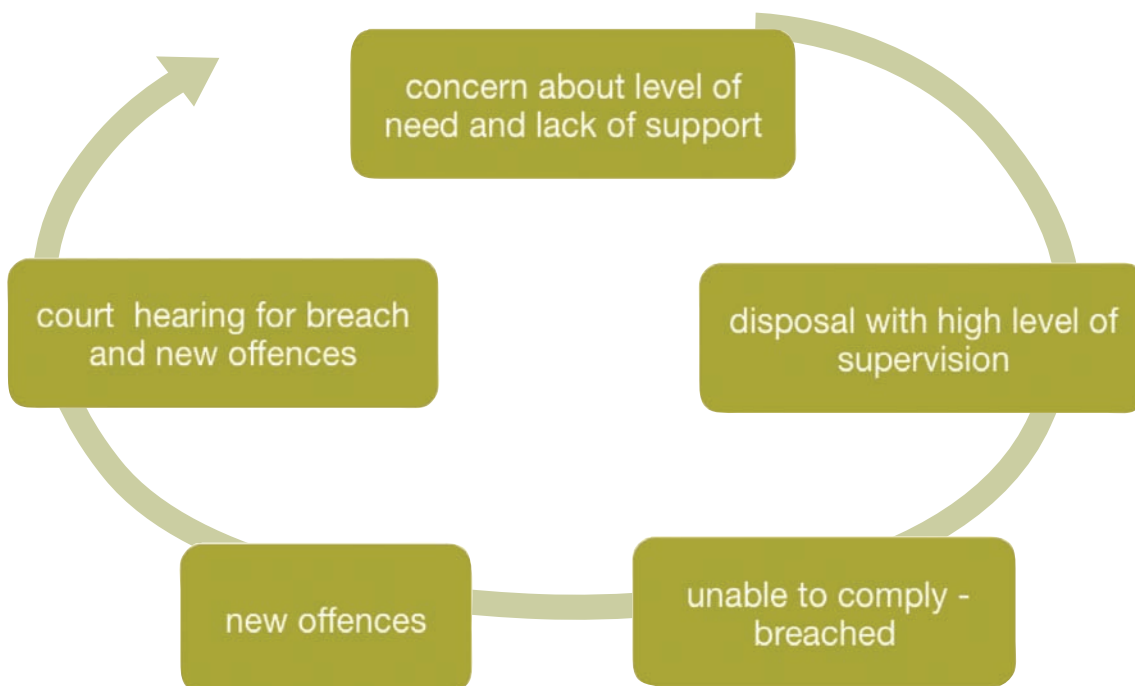 concern about level of
need and lack of support
disposal with high level of
supervision
unable to comply -
breached
new offences
court hearing for breach
and new offences